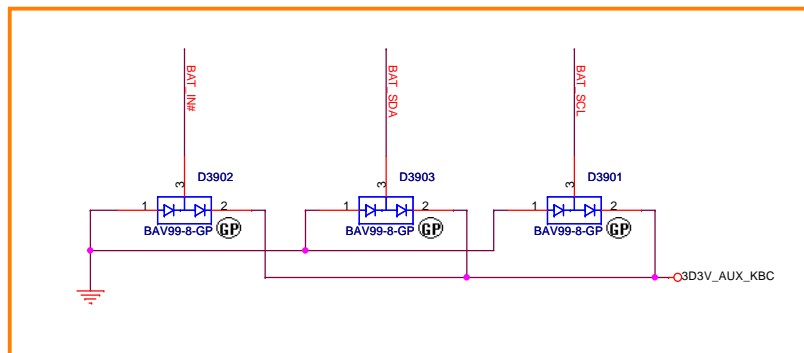 BAT_IN#
BAT_SDA
BAT_SCL
D3902
D3903
D3901
3
3
3
1
2
1
2
1
2
BAV99-8-GP
GP
BAV99-8-GP
GP
BAV99-8-GP
GP
3D3V_AUX_KBC